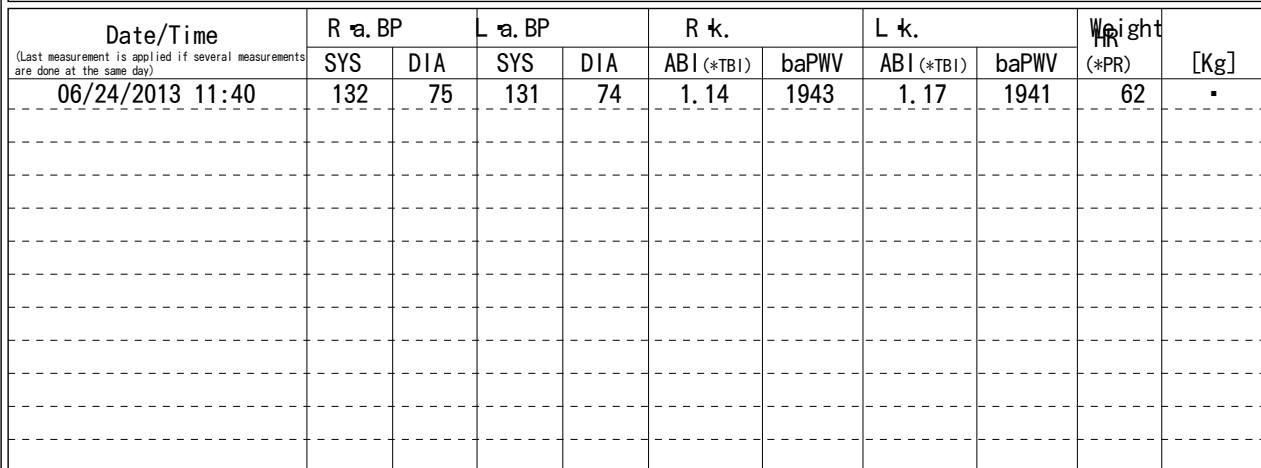 Date/Time R-a.BP L-a.BP R-k. L-k. Weight
HR
(Last measurement is applied if several measurements are done at the same day) SYS DIA SYS DIA ABI(*TBI) baPWV ABI(*TBI) baPWV (*PR) [Kg]
06/24/2013 11:40 132 75 131 74 1.14 1943 1.17 1941 62 -